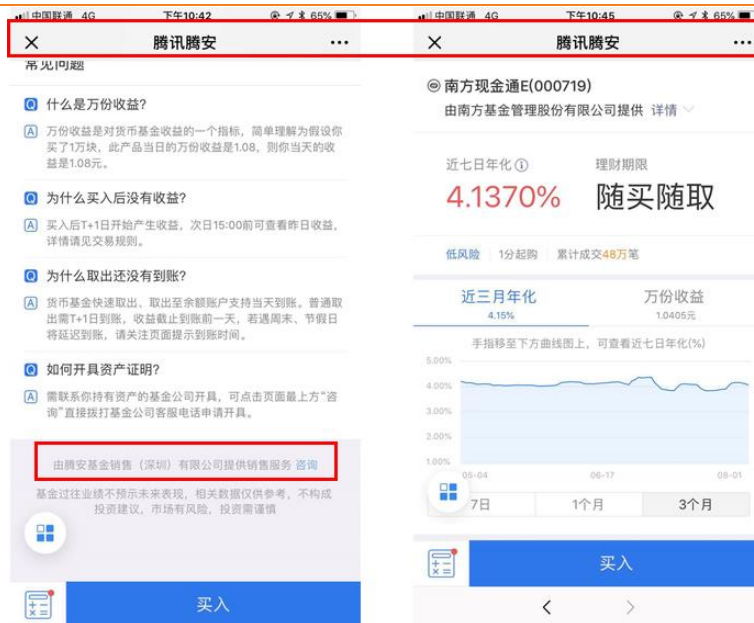 中国联通 4G 下午10:42 65%
腾讯腾安
常见问题
Q 什么是万份收益?
A 万份收益是对货币基金收益的一个指标，简单理解为假设你
买了1万块，此产品当日的万份收益是1.08，则你当天的收
益是1.08元。
Q 为什么买入后没有收益?
A 买入后T+1日开始产生收益，次日15:00前可查看昨日收益，
详情请见交易规则。
Q 为什么取出还没有到账?
A 货币基金快速取出、取出至余额账户支持当天到账。普通取
出需T+1日到账，收益截止到账前一天，若遇周末、节假日
将延迟到账，请关注页面提示到账时间。
Q 如何开具资产证明?
A 需联系你持有资产的基金公司开具，可点击页面最上方“咨
询”直接拨打基金公司客服电话申请开具。
由腾安基金销售（深圳）有限公司提供销售服务 咨询
基金过往业绩不预示未来表现，相关数据仅供参考，不构成
投资建议，市场有风险，投资需谨慎
买入
中国联通 4G 下午10:45 65%
腾讯腾安
南方现金通E(000719)
由南方基金管理股份有限公司提供 详情
近七日年化 理财期限
4.1370% 随买随取
低风险 1分起购 累计成交48万笔
近三月年化 万份收益
4.15% 1.0405元
手指移至下方曲线图上，可查看近七日年化(%)
5.00%
4.00%
3.00%
2.00%
1.00%
05-04 06-17 08-01
7日 1个月 3个月
买入